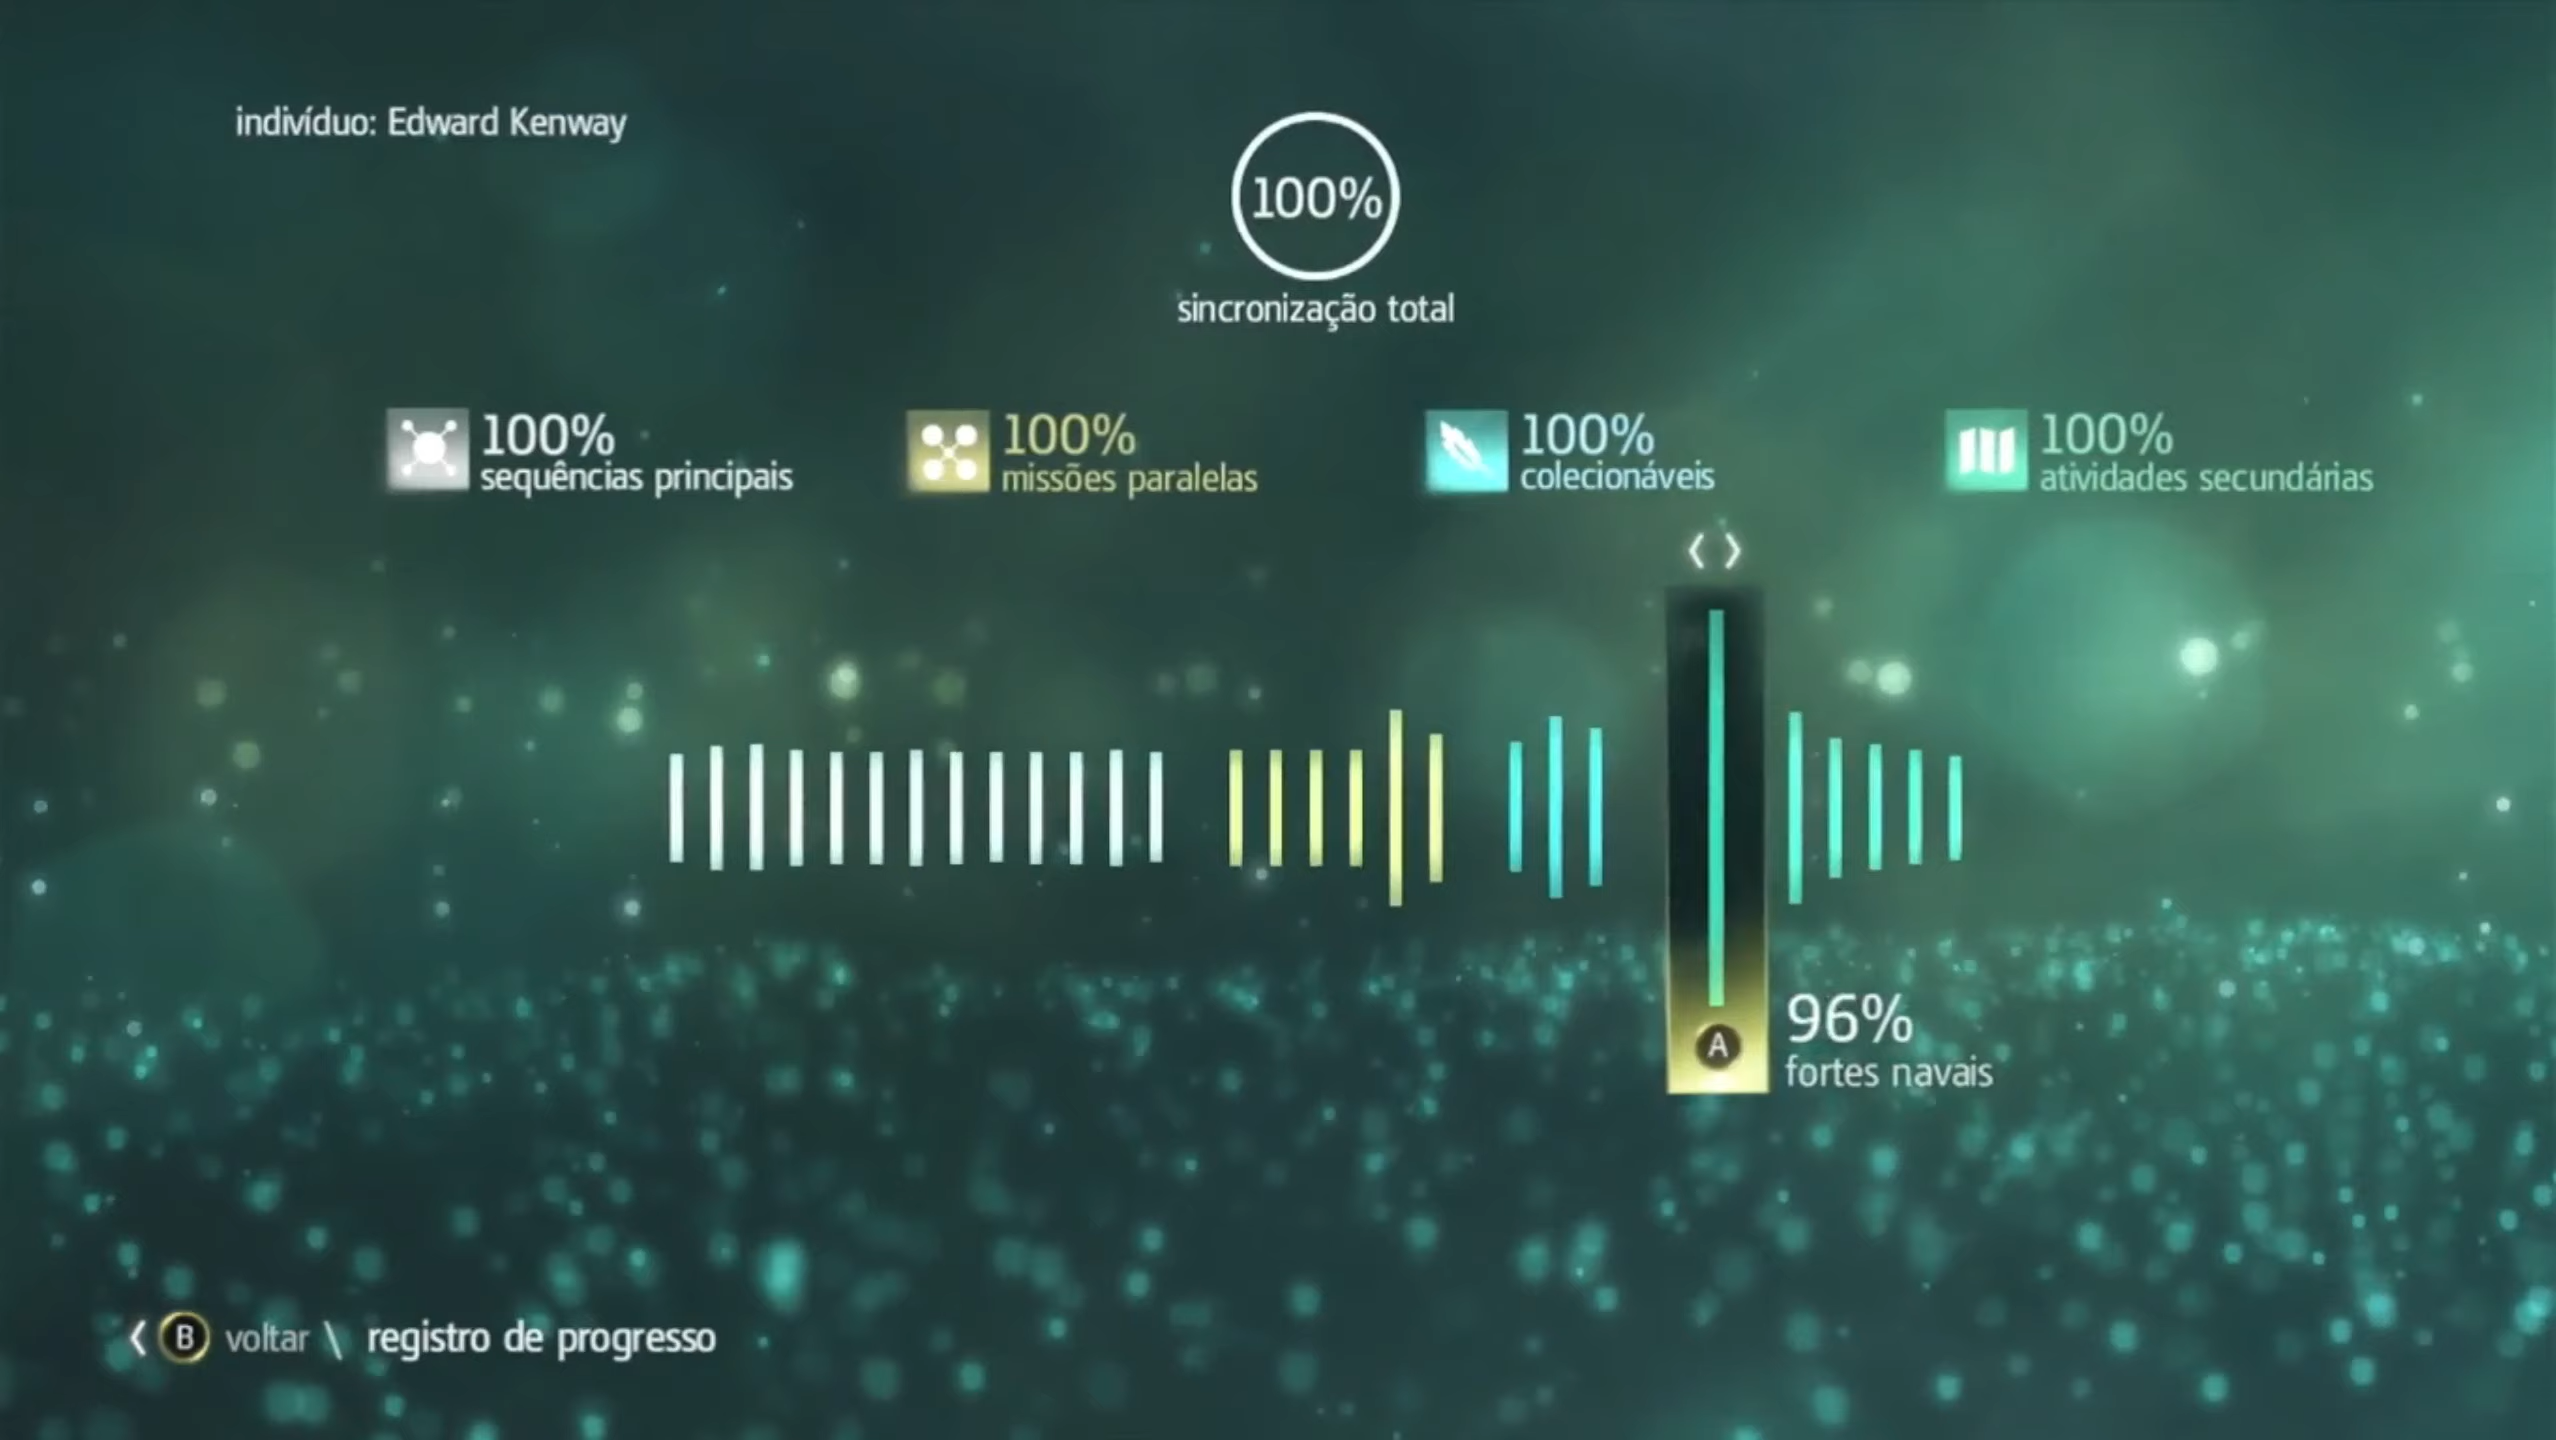 indivíduo: Edward Kenway
100%
sincronização total
100%
sequências principais
100%
missões paralelas
100%
colecionáveis
100%
atividades secundárias
A
96%
fortes navais
B voltar \ registro de progresso